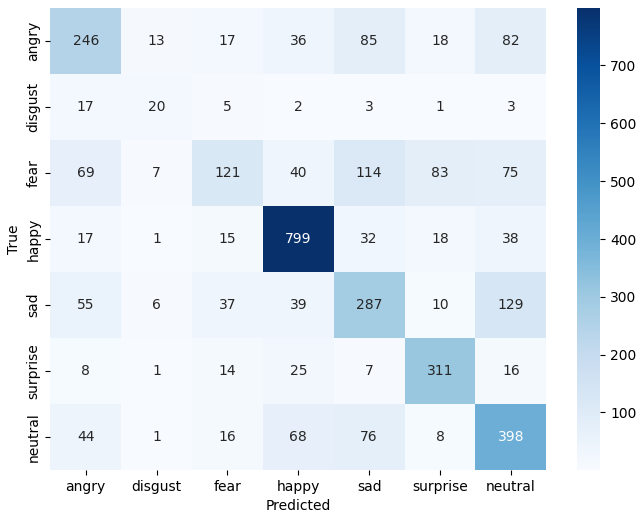 angry 246 13 17 36 85 18 82
disgust 17 20 5 2 3 1 3
fear 69 7 121 40 114 83 75
happy 17 1 15 799 32 18 38
sad 55 6 37 39 287 10 129
surprise 8 1 14 25 7 311 16
neutral 44 1 16 68 76 8 398
angry disgust fear happy sad surprise neutral
Predicted
True
700
600
500
400
300
200
100